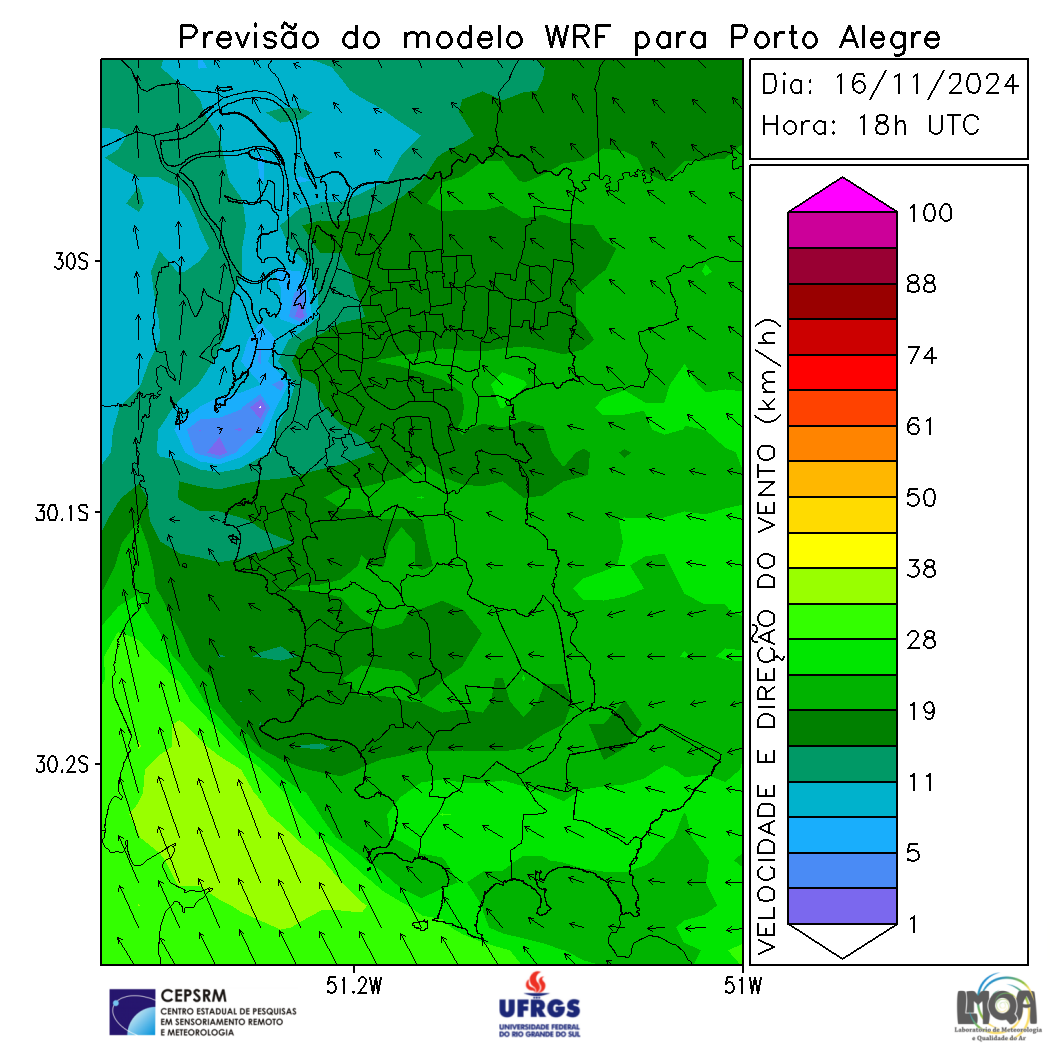 Previsão do modelo WRF para Porto Alegre
Dia: 16/11/2024
Hora: 18h UTC
30S
30.1S
30.2S
51.2W
51W
VELOCIDADE E DIREÇÃO DO VENTO (km/h)
100
88
74
61
50
38
28
19
11
5
1
CEPSRM
CENTRO ESTADUAL DE PESQUISAS
EM SENSORIAMENTO REMOTO
E METEOROLOGIA
UFRGS
UNIVERSIDADE FEDERAL
DO RIO GRANDE DO SUL
LMQA
Laboratório de Meteorologia
e Qualidade do Ar